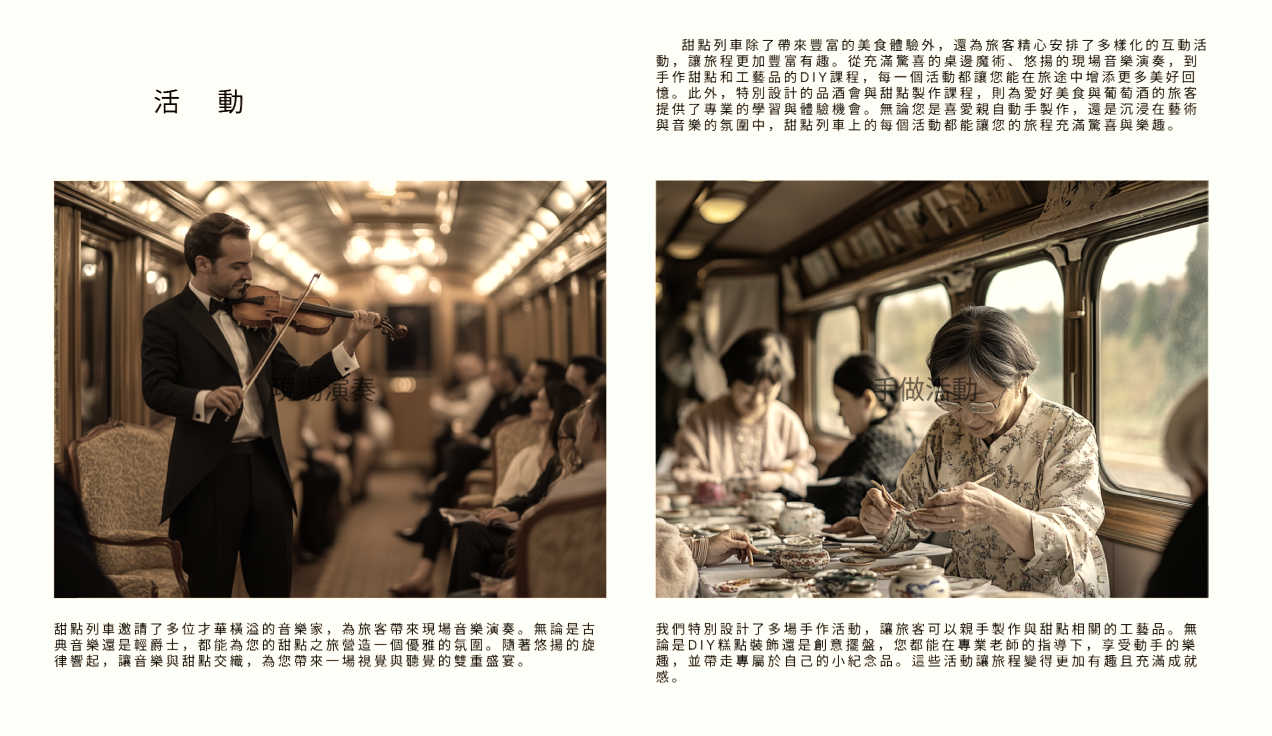 活 動
甜點列車除了帶來豐富的美食體驗外，還為旅客精心安排了多樣化的互動活
動，讓旅程更加豐富有趣。從充滿驚喜的桌邊魔術、悠揚的現場音樂演奏，到
手作甜點和工藝品的DIY課程，每一個活動都讓您能在旅途中增添更多美好回
憶。此外，特別設計的品酒會與甜點製作課程，則為愛好美食與葡萄酒的旅客
提供了專業的學習與體驗機會。無論您是喜愛親自動手製作，還是沉浸在藝術
與音樂的氛圍中，甜點列車上的每個活動都能讓您的旅程充滿驚喜與樂趣。
現場演奏
手做活動
甜點列車邀請了多位才華橫溢的音樂家，為旅客帶來現場音樂演奏。無論是古
典音樂還是輕爵士，都能為您的甜點之旅營造一個優雅的氛圍。隨著悠揚的旋
律響起，讓音樂與甜點交織，為您帶來一場視覺與聽覺的雙重盛宴。
我們特別設計了多場手作活動，讓旅客可以親手製作與甜點相關的工藝品。無
論是DIY糕點裝飾還是創意擺盤，您都能在專業老師的指導下，享受動手的樂
趣，並帶走專屬於自己的小紀念品。這些活動讓旅程變得更加有趣且充滿成就
感。